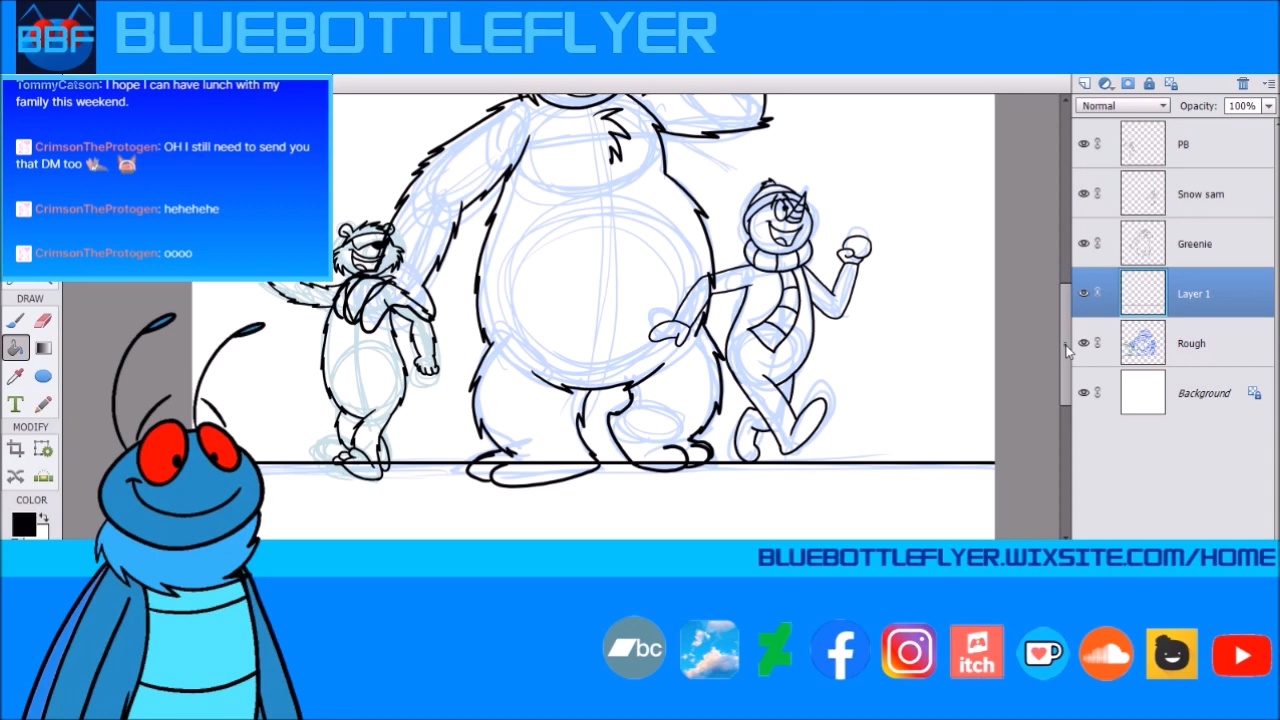 BBF BLUEBOTTLEFLYER
TommyCatson: I hope I can have lunch with my
family this weekend.
CrimsonTheProtogen: OH I still need to send you
that DM too
CrimsonTheProtogen: hehehehe
CrimsonTheProtogen: oooo
Normal Opacity: 100%
PB
Snow sam
Greenie
Layer 1
Rough
Background
DRAW
T
MODIFY
COLOR
BLUEBOTTLEFLYER.WIXSITE.COM/HOME
bc
itch